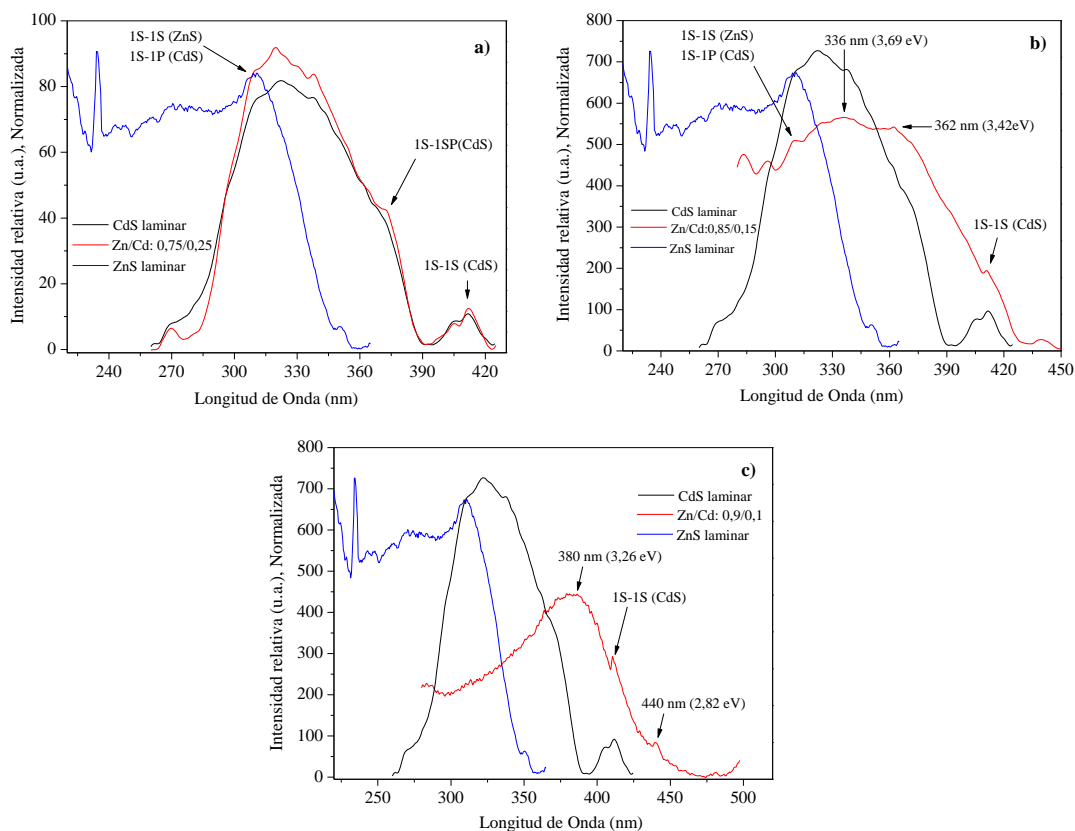 a)
1S-1S (ZnS)
1S-1P (CdS)
1S-1SP(CdS)
1S-1S (CdS)
CdS laminar
Zn/Cd: 0,75/0,25
ZnS laminar
Intensidad relativa (u.a.), Normalizada
100
80
60
40
20
0
240 270 300 330 360 390 420
Longitud de Onda (nm)
b)
1S-1S (ZnS)
1S-1P (CdS)
336 nm (3,69 eV)
362 nm (3,42eV)
1S-1S (CdS)
CdS laminar
Zn/Cd:0,85/0,15
ZnS laminar
Intensidad relativa (u.a.), Normalizada
800
700
600
500
400
300
200
100
0
240 270 300 330 360 390 420 450
Longitud de Onda (nm)
c)
CdS laminar
Zn/Cd: 0,9/0,1
ZnS laminar
380 nm (3,26 eV)
1S-1S (CdS)
440 nm (2,82 eV)
Intensidad relativa (u.a.), Normalizada
800
700
600
500
400
300
200
100
0
250 300 350 400 450 500
Longitud de Onda (nm)